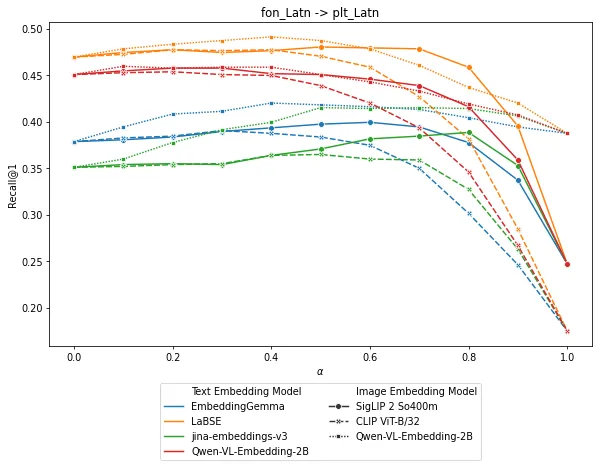 fon_Latn -> plt_Latn
0.50
0.45
0.40
0.35
0.30
0.25
0.20
Recall@1
0.0 0.2 0.4 0.6 0.8 1.0
α
Text Embedding Model Image Embedding Model
EmbeddingGemma SigLIP 2 So400m
LaBSE CLIP ViT-B/32
jina-embeddings-v3 Qwen-VL-Embedding-2B
Qwen-VL-Embedding-2B